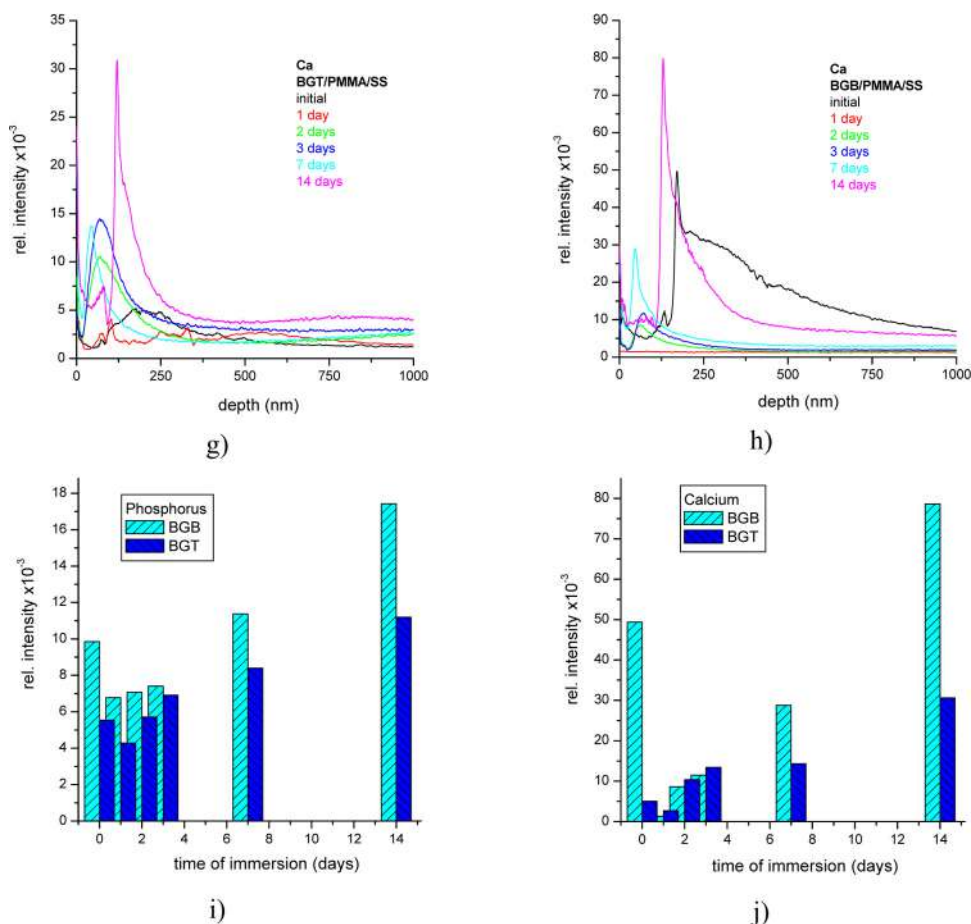 35
30
25
20
15
10
5
0
rel. intensity x10⁻³
0 250 500 750 1000
depth (nm)
Ca
BGT/PMMA/SS
initial
1 day
2 days
3 days
7 days
14 days
g)
90
80
70
60
50
40
30
20
10
0
rel. intensity x10⁻³
0 250 500 750 1000
depth (nm)
Ca
BGB/PMMA/SS
initial
1 day
2 days
3 days
7 days
14 days
h)
18
16
14
12
10
8
6
4
2
0
rel. intensity x10⁻³
Phosphorus
BGB
BGT
0 2 4 6 8 10 12 14
time of immersion (days)
i)
80
70
60
50
40
30
20
10
0
rel. intensity x10⁻³
Calcium
BGB
BGT
0 2 4 6 8 10 12 14
time of immersion (days)
j)